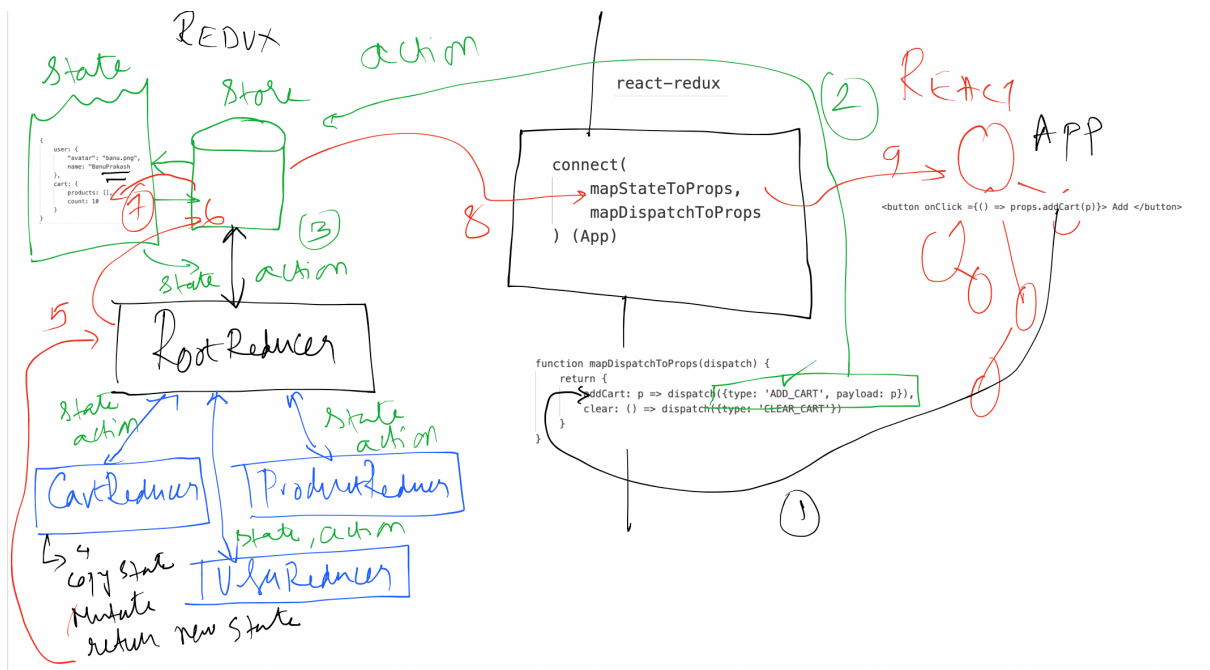 REDUX
action
State
Store
react-redux
2
REACT
APP
{
user: {
"avatar": "banu.png",
name: "BanuPrakash
},
cart: {
products: [],
count: 10
}
}
7
6
3
8
9
connect(
mapStateToProps,
mapDispatchToProps
) (App)
<button onClick ={() => props.addCart(p)}> Add </button>
state
action
5
RootReducer
function mapDispatchToProps(dispatch) {
return {
addCart: p => dispatch({type: 'ADD_CART', payload: p}),
clear: () => dispatch({type: 'CLEAR_CART'})
}
}
State
action
State
action
CartReducer
ProductReducer
1
State, action
4
copy state
Mutate
return new state